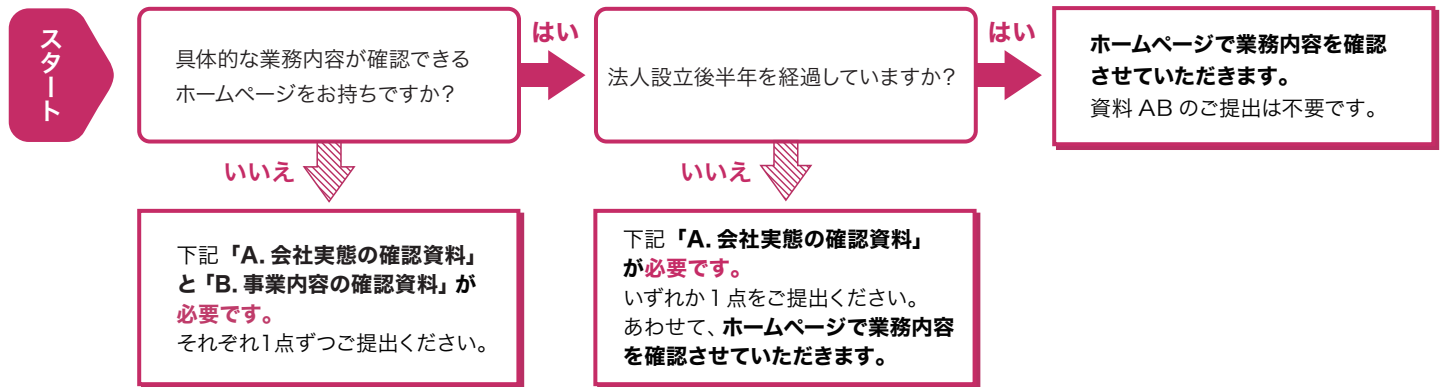 スタート
具体的な業務内容が確認できる
ホームページをお持ちですか?
はい
法人設立後半年を経過していますか?
はい
ホームページで業務内容を確認
させていただきます。
資料 AB のご提出は不要です。
いいえ
いいえ
下記「A. 会社実態の確認資料」
と「B. 事業内容の確認資料」が
必要です。
それぞれ1点ずつご提出ください。
下記「A. 会社実態の確認資料」
が必要です。
いずれか 1 点をご提出ください。
あわせて、ホームページで業務内容
を確認させていただきます。